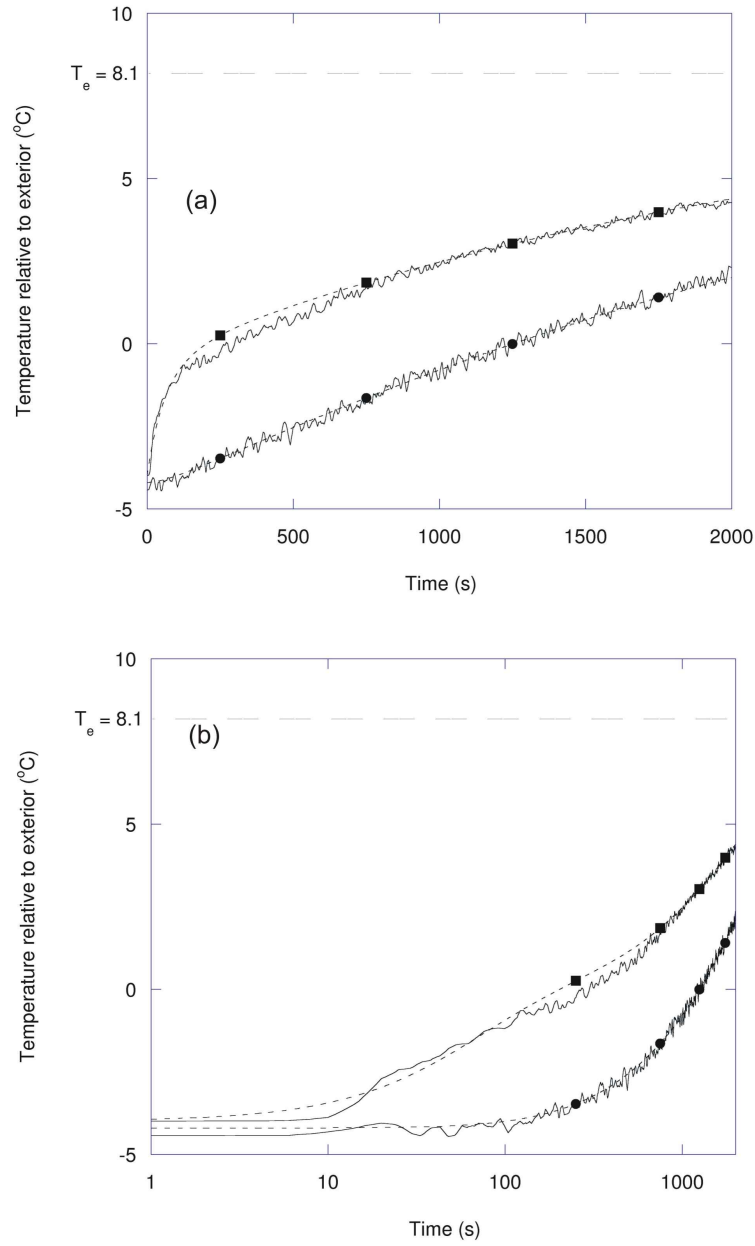 10
T_e = 8.1
5
0
-5
Temperature relative to exterior (°C)
(a)
0 500 1000 1500 2000
Time (s)
10
T_e = 8.1
5
0
-5
Temperature relative to exterior (°C)
(b)
1 10 100 1000
Time (s)